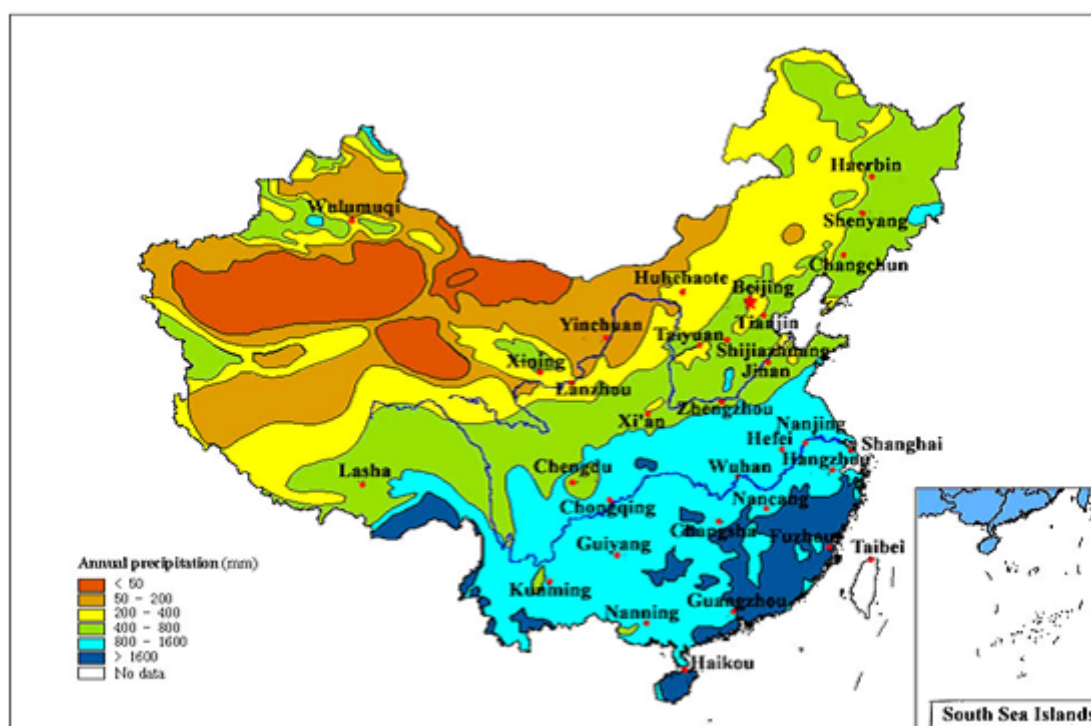 Haerbin
Wulumuqi
Shenyang
Changchun
Huhehaote
Beijing
Tianjin
Yinchuan
Taiyuan
Shijiazhuang
Xining
Jinan
Lanzhou
Zhengzhou
Xi'an
Nanjing
Hefei
Shanghai
Hangzhou
Lasha
Chengdu
Wuhan
Chongqing
Nancang
Changsha
Fuzhou
Taibei
Guiyang
Kunming
Guangzhou
Nanning
Haikou
Annual precipitation (mm)
< 50
50 - 200
200 - 400
400 - 800
800 - 1600
> 1600
No data
South Sea Islands